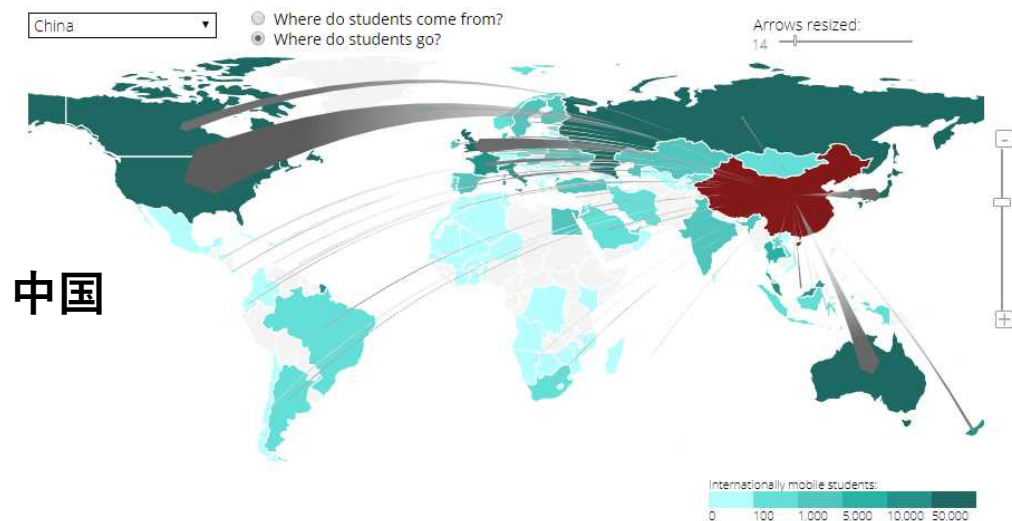 China
Where do students come from?
Where do students go?
Arrows resized:
14
中国
Internationally mobile students:
0 100 1.000 5.000 10.000 50.000